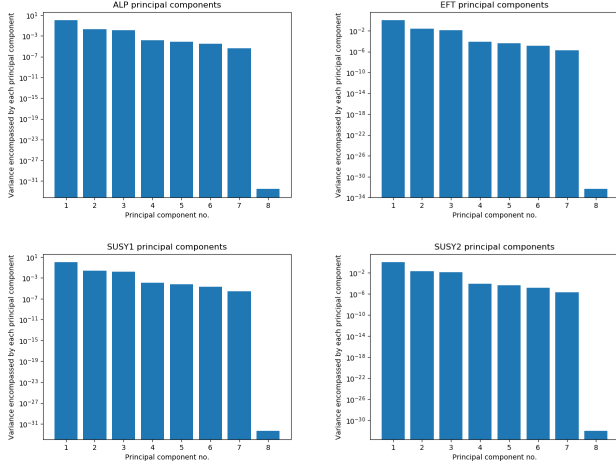 ALP principal components
Variance encompassed by each principal component
10^1
10^-3
10^-7
10^-11
10^-15
10^-19
10^-23
10^-27
10^-31
1 2 3 4 5 6 7 8
Principal component no.
EFT principal components
Variance encompassed by each principal component
10^-2
10^-6
10^-10
10^-14
10^-18
10^-22
10^-26
10^-30
10^-34
1 2 3 4 5 6 7 8
Principal component no.
SUSY1 principal components
Variance encompassed by each principal component
10^1
10^-3
10^-7
10^-11
10^-15
10^-19
10^-23
10^-27
10^-31
1 2 3 4 5 6 7 8
Principal component no.
SUSY2 principal components
Variance encompassed by each principal component
10^-2
10^-6
10^-10
10^-14
10^-18
10^-22
10^-26
10^-30
1 2 3 4 5 6 7 8
Principal component no.